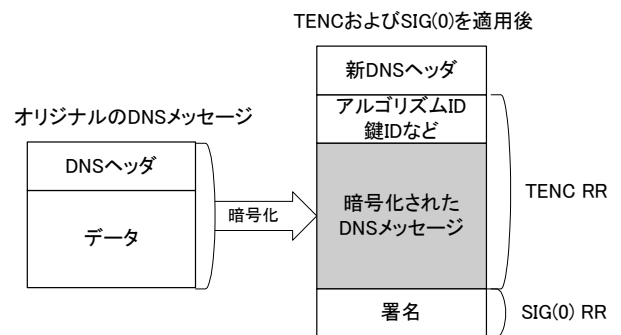 TENCおよびSIG(0)を適用後
新DNSヘッダ
アルゴリズムID
鍵IDなど
オリジナルのDNSメッセージ
DNSヘッダ
データ
暗号化
暗号化された
DNSメッセージ
TENC RR
署名
SIG(0) RR